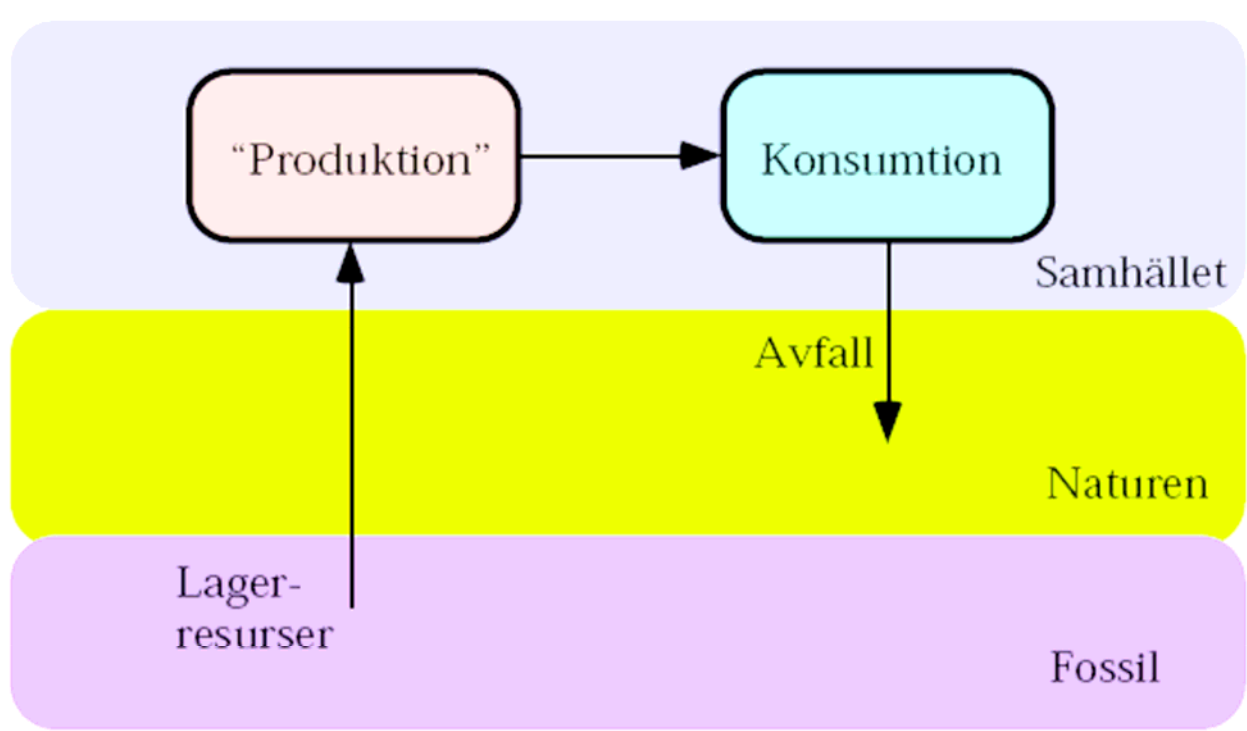 “Produktion”
Konsumtion
Samhället
Avfall
Naturen
Lager-
resurser
Fossil